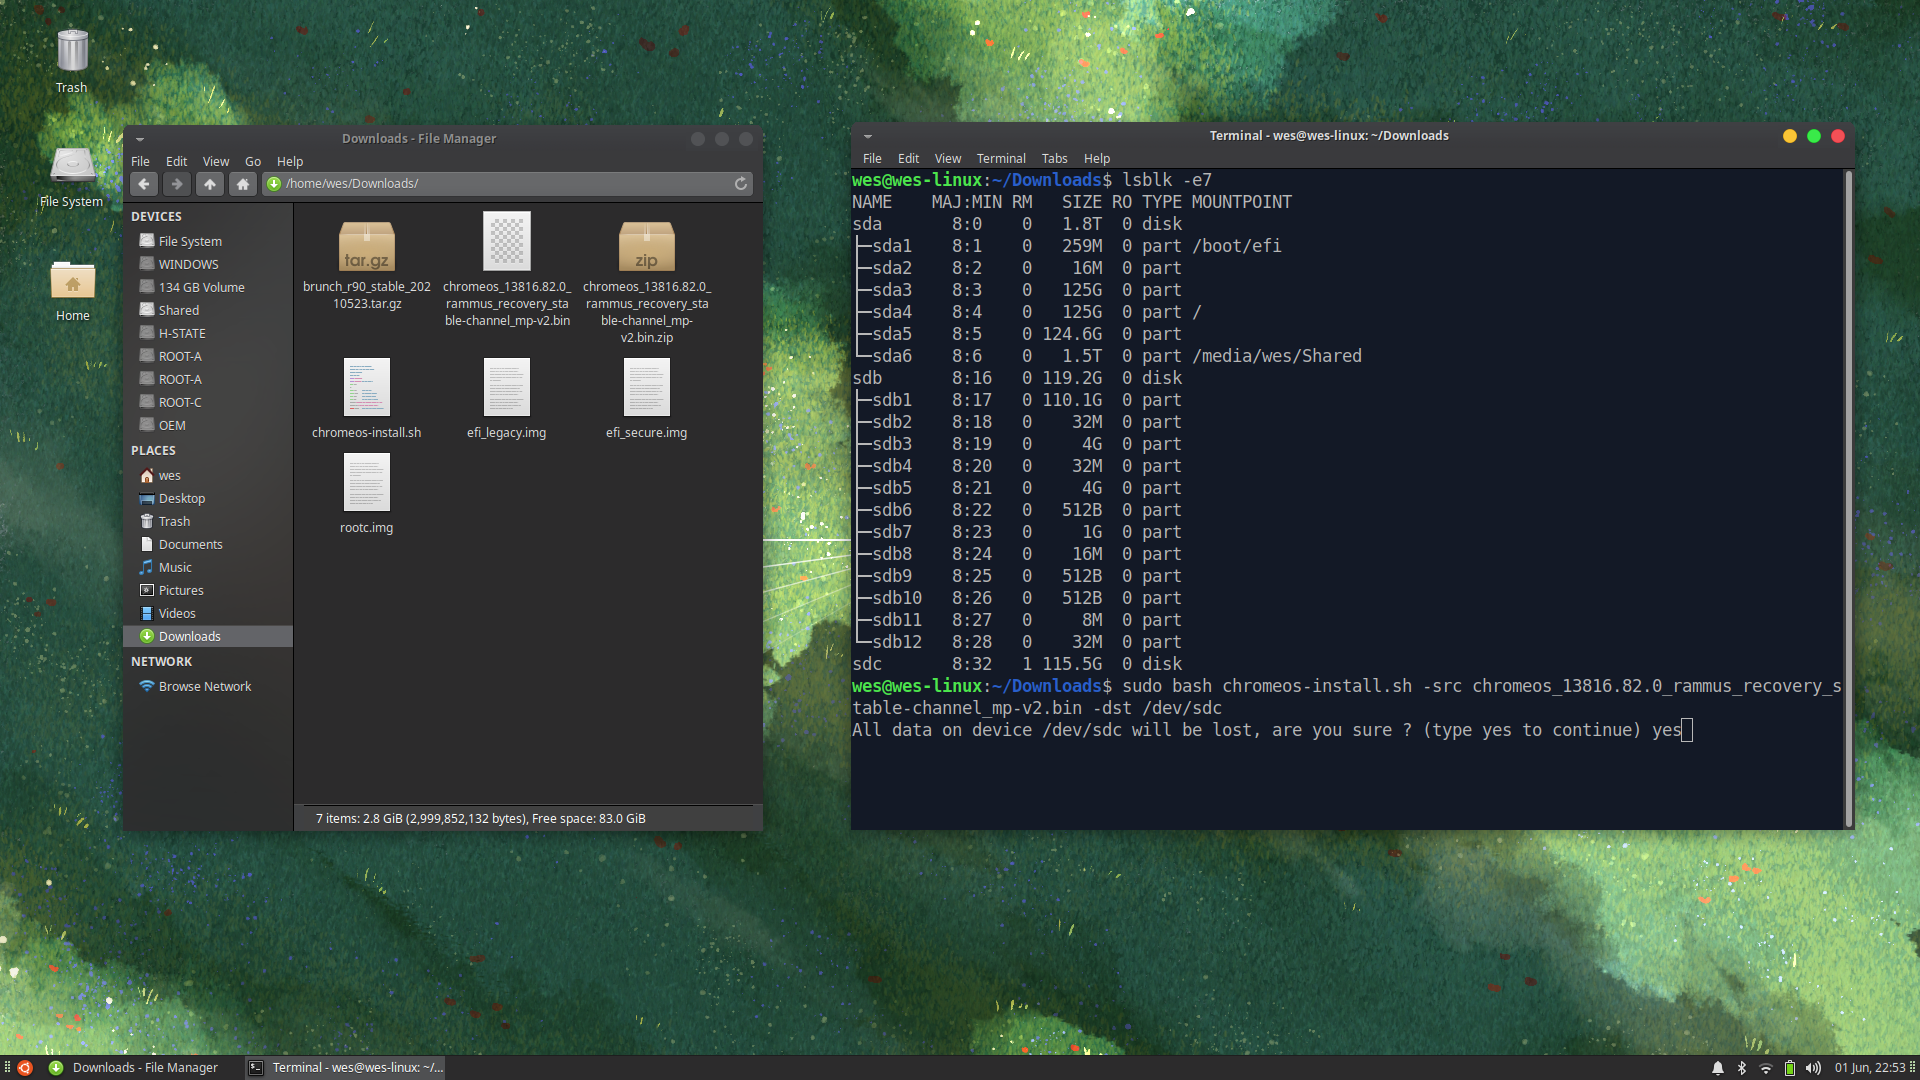 Trash
File System
Home
Downloads - File Manager
File Edit View Go Help
/home/wes/Downloads/
DEVICES
File System
WINDOWS
134 GB Volume
Shared
H-STATE
ROOT-A
ROOT-A
ROOT-C
OEM
PLACES
wes
Desktop
Trash
Documents
Music
Pictures
Videos
Downloads
NETWORK
Browse Network
tar.gz
brunch_r90_stable_202
10523.tar.gz
chromeos_13816.82.0_
rammus_recovery_sta
ble-channel_mp-v2.bin
zip
chromeos_13816.82.0_
rammus_recovery_sta
ble-channel_mp-
v2.bin.zip
chromeos-install.sh
efi_legacy.img
efi_secure.img
rootc.img
7 items: 2.8 GiB (2,999,852,132 bytes), Free space: 83.0 GiB
Terminal - wes@wes-linux: ~/Downloads
File Edit View Terminal Tabs Help
wes@wes-linux:~/Downloads$ lsblk -e7
NAME MAJ:MIN RM SIZE RO TYPE MOUNTPOINT
sda 8:0 0 1.8T 0 disk
├─sda1 8:1 0 259M 0 part /boot/efi
├─sda2 8:2 0 16M 0 part
├─sda3 8:3 0 125G 0 part
├─sda4 8:4 0 125G 0 part /
├─sda5 8:5 0 124.6G 0 part
└─sda6 8:6 0 1.5T 0 part /media/wes/Shared
sdb 8:16 0 119.2G 0 disk
├─sdb1 8:17 0 110.1G 0 part
├─sdb2 8:18 0 32M 0 part
├─sdb3 8:19 0 4G 0 part
├─sdb4 8:20 0 32M 0 part
├─sdb5 8:21 0 4G 0 part
├─sdb6 8:22 0 512B 0 part
├─sdb7 8:23 0 1G 0 part
├─sdb8 8:24 0 16M 0 part
├─sdb9 8:25 0 512B 0 part
├─sdb10 8:26 0 512B 0 part
├─sdb11 8:27 0 8M 0 part
└─sdb12 8:28 0 32M 0 part
sdc 8:32 1 115.5G 0 disk
wes@wes-linux:~/Downloads$ sudo bash chromeos-install.sh -src chromeos_13816.82.0_rammus_recovery_s
table-channel_mp-v2.bin -dst /dev/sdc
All data on device /dev/sdc will be lost, are you sure ? (type yes to continue) yes
Downloads - File Manager
Terminal - wes@wes-linux: ~/...
01 Jun, 22:53